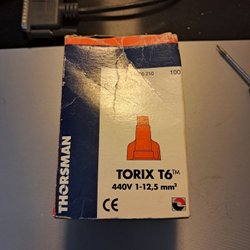 100
THORSMAN
TORIX T6™
440V 1-12,5 mm²
CE